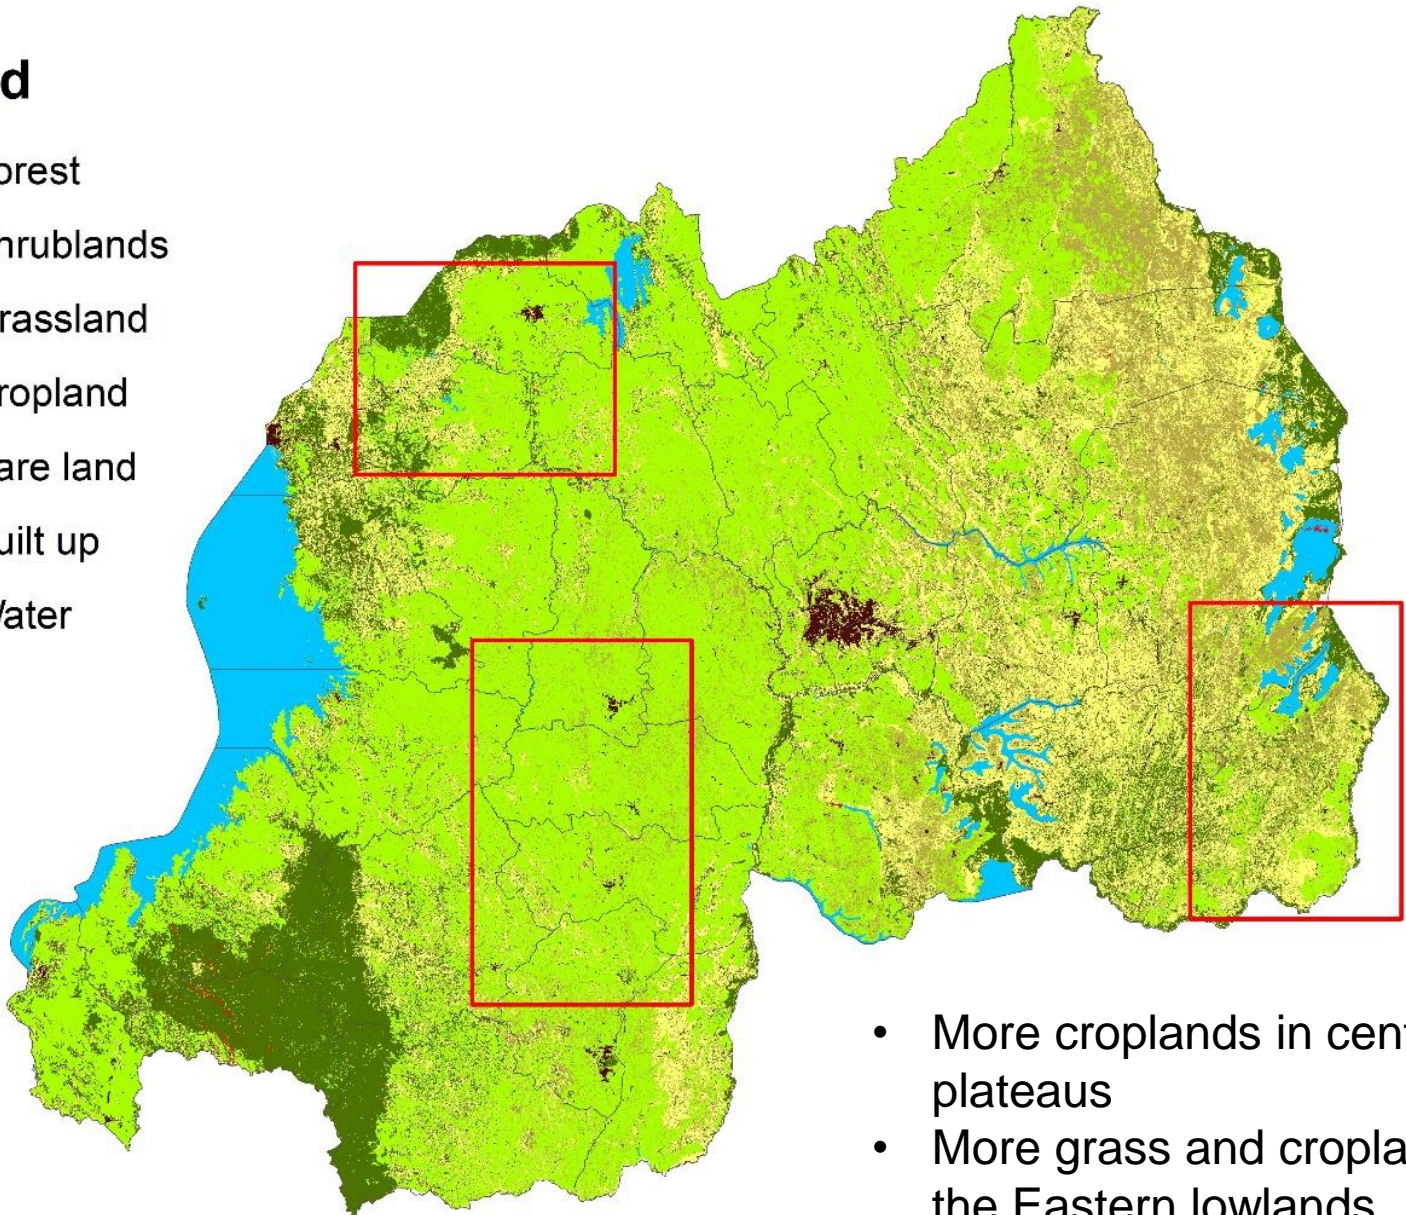 d
orest
hrublands
rassland
ropland
are land
uilt up
Vater
• More croplands in cent
plateaus
• More grass and cropla
the Eastern lowlands